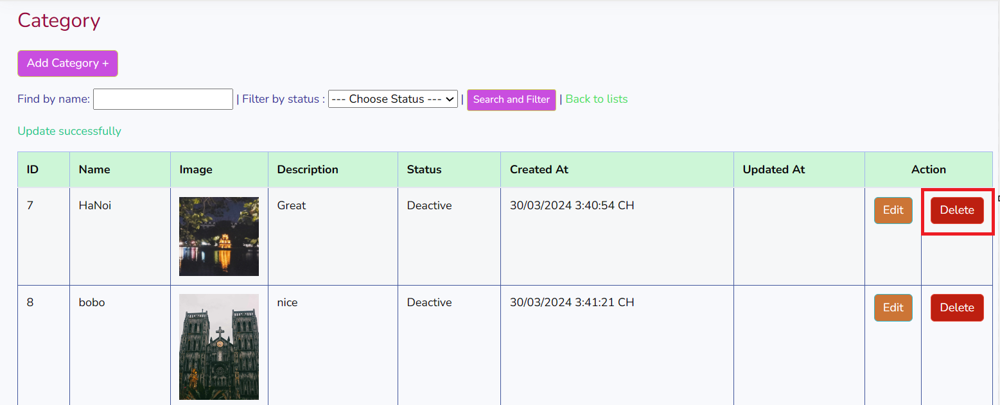 Category
Add Category +
Find by name: | Filter by status : --- Choose Status --- | Search and Filter | Back to lists
Update successfully
ID Name Image Description Status Created At Updated At Action
7 HaNoi Great Deactive 30/03/2024 3:40:54 CH Edit Delete
8 bobo nice Deactive 30/03/2024 3:41:21 CH Edit Delete